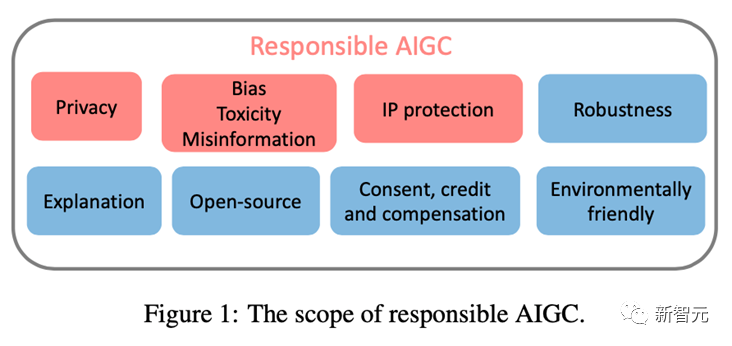 Responsible AIGC
Privacy
Bias
Toxicity
Misinformation
IP protection
Robustness
Explanation
Open-source
Consent, credit
and compensation
Environmentally
friendly
Figure 1: The scope of responsible AIGC.
新智元